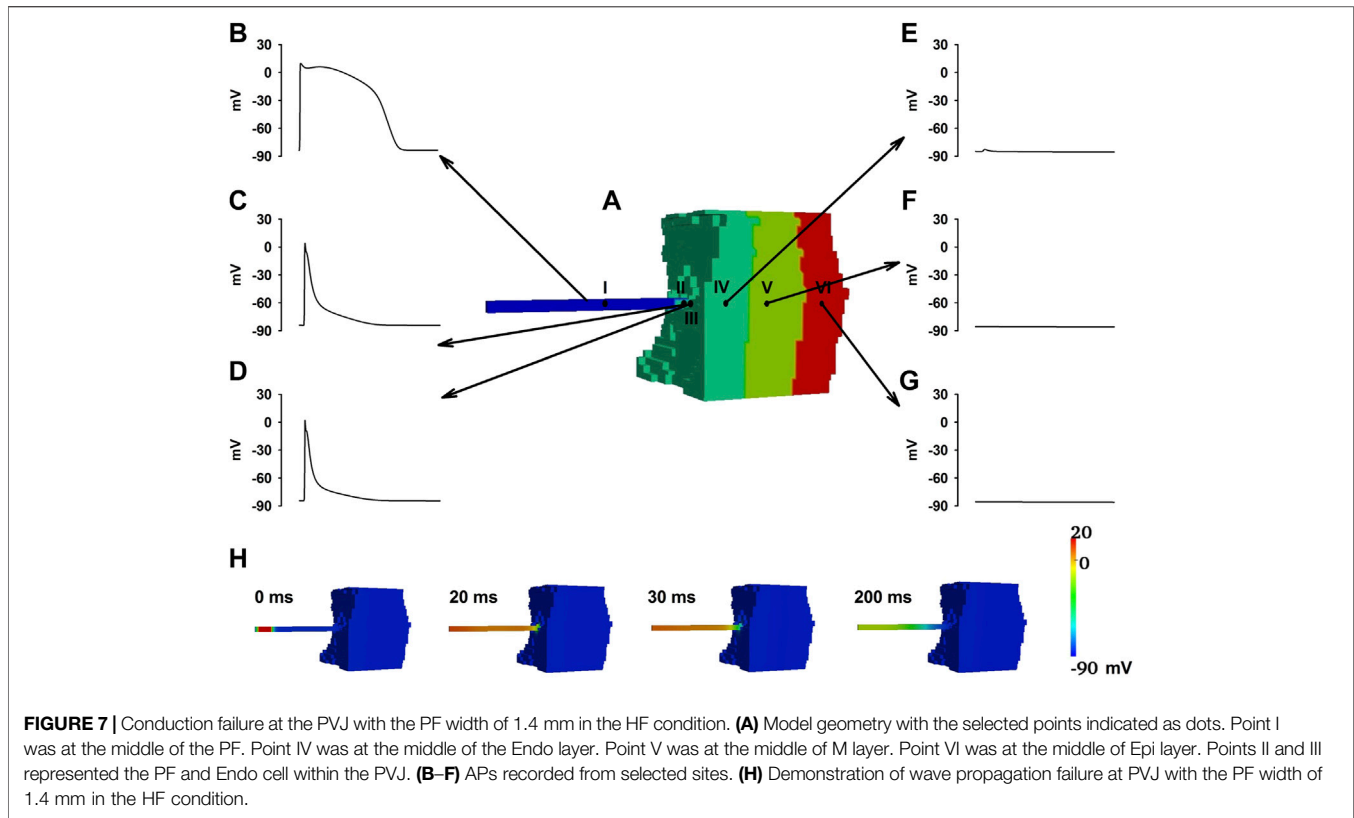 B
30
0
-30
-60
-90
mV
C
30
0
-30
-60
-90
mV
D
30
0
-30
-60
-90
mV
A
I
II
III
IV
V
VI
E
30
0
-30
-60
-90
mV
F
30
0
-30
-60
-90
mV
G
30
0
-30
-60
-90
mV
H
0 ms
20 ms
30 ms
200 ms
20
0
-90 mV
FIGURE 7 | Conduction failure at the PVJ with the PF width of 1.4 mm in the HF condition. (A) Model geometry with the selected points indicated as dots. Point I
was at the middle of the PF. Point IV was at the middle of the Endo layer. Point V was at the middle of M layer. Point VI was at the middle of Epi layer. Points II and III
represented the PF and Endo cell within the PVJ. (B–F) APs recorded from selected sites. (H) Demonstration of wave propagation failure at PVJ with the PF width of
1.4 mm in the HF condition.